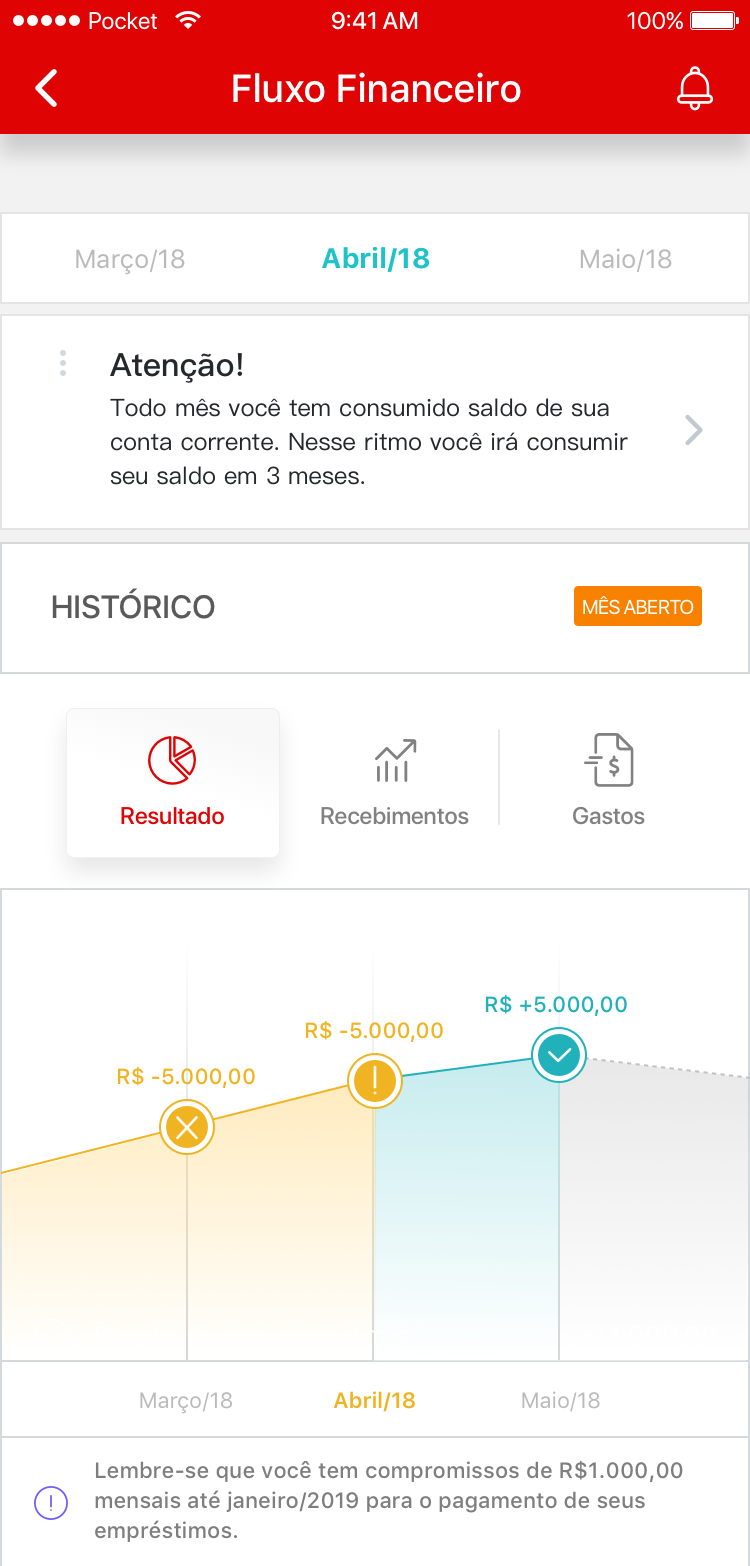 Pocket 9:41 AM 100%
Fluxo Financeiro
Março/18 Abril/18 Maio/18
Atenção!
Todo mês você tem consumido saldo de sua
conta corrente. Nesse ritmo você irá consumir
seu saldo em 3 meses.
HISTÓRICO MÊS ABERTO
$
Resultado Recebimentos Gastos
R$ +5.000,00
R$ -5.000,00
R$ -5.000,00
Março/18 Abril/18 Maio/18
Lembre-se que você tem compromissos de R$1.000,00
mensais até janeiro/2019 para o pagamento de seus
empréstimos.